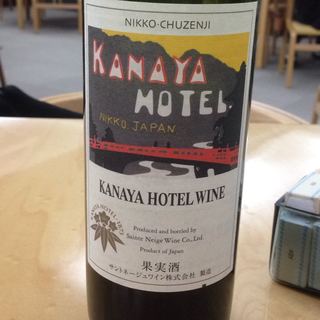 NIKKO·CHUZENJI
KANAYA
HOTEL.
NIKKO. JAPAN
KANAYA HOTEL WINE
HOTEL 1873
Produced and bottled by
Sainte Neige Wine Co., Ltd.
Product of Japan
果実酒
サントネージュワイン株式会社 製造